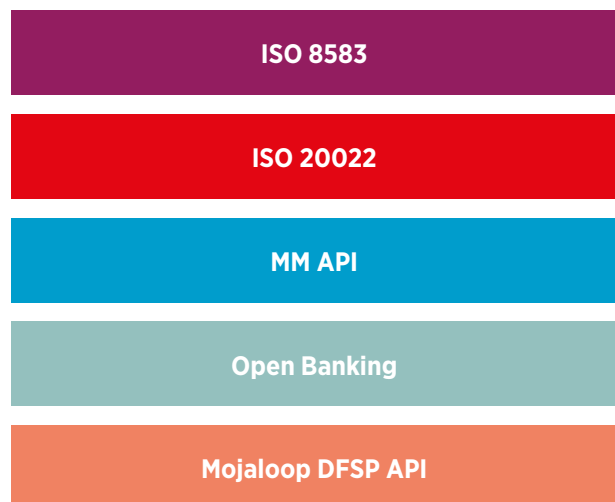 ISO 8583
ISO 20022
MM API
Open Banking
Mojaloop DFSP API